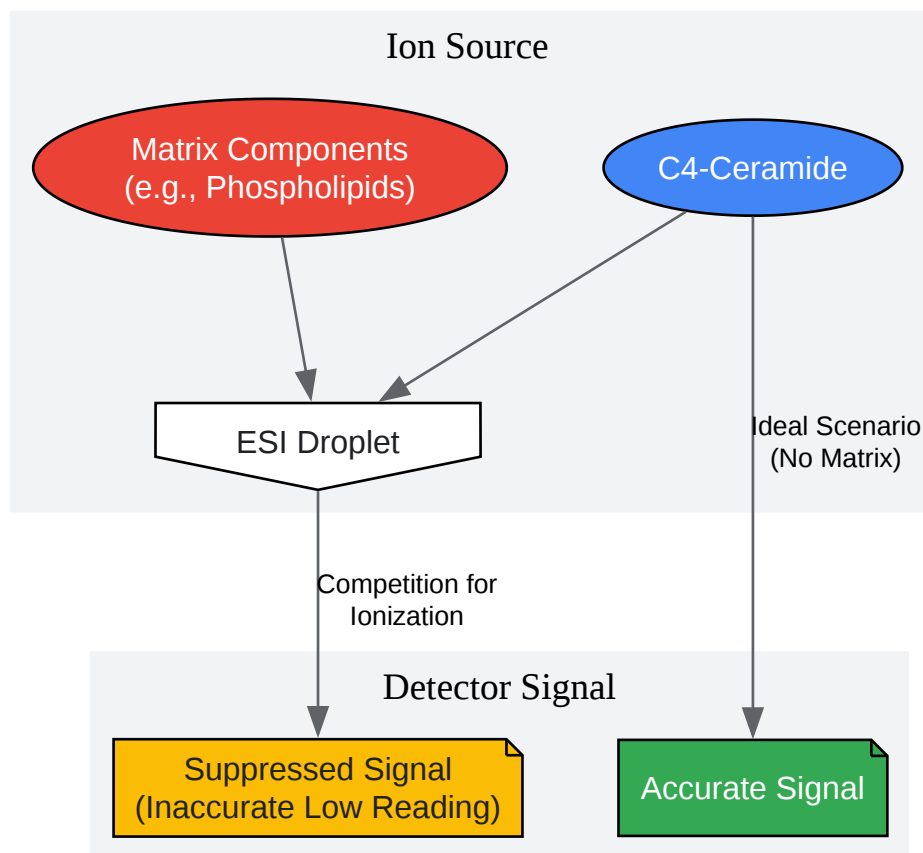 Ion Source
Matrix Components
(e.g., Phospholipids)
C4-Ceramide
ESI Droplet
Ideal Scenario
(No Matrix)
Competition for
Ionization
Detector Signal
Suppressed Signal
(Inaccurate Low Reading)
Accurate Signal